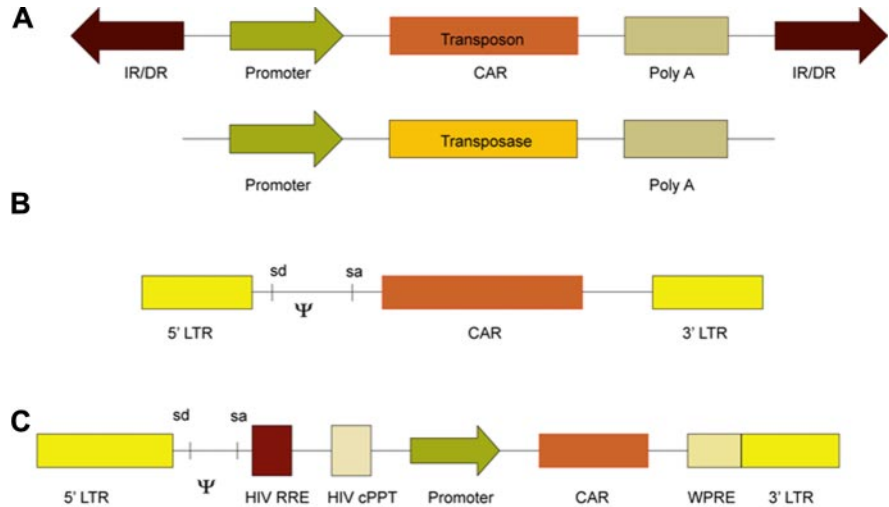 A
Transposon
IR/DR Promoter CAR Poly A IR/DR
Transposase
Promoter Poly A
B
sd sa
Ψ
5' LTR CAR 3' LTR
C
sd sa
Ψ
5' LTR HIV RRE HIV cPPT Promoter CAR WPRE 3' LTR